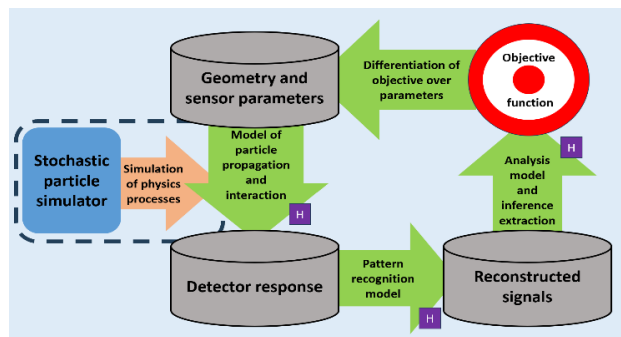 Geometry and
sensor parameters
Differentiation of
objective over
parameters
Objective
function
Stochastic
particle
simulator
Simulation
of physics
processes
Model of
particle
propagation
and
interaction
H
Analysis
model
and
inference
extraction
H
Detector response
Pattern
recognition
model
H
Reconstructed
signals